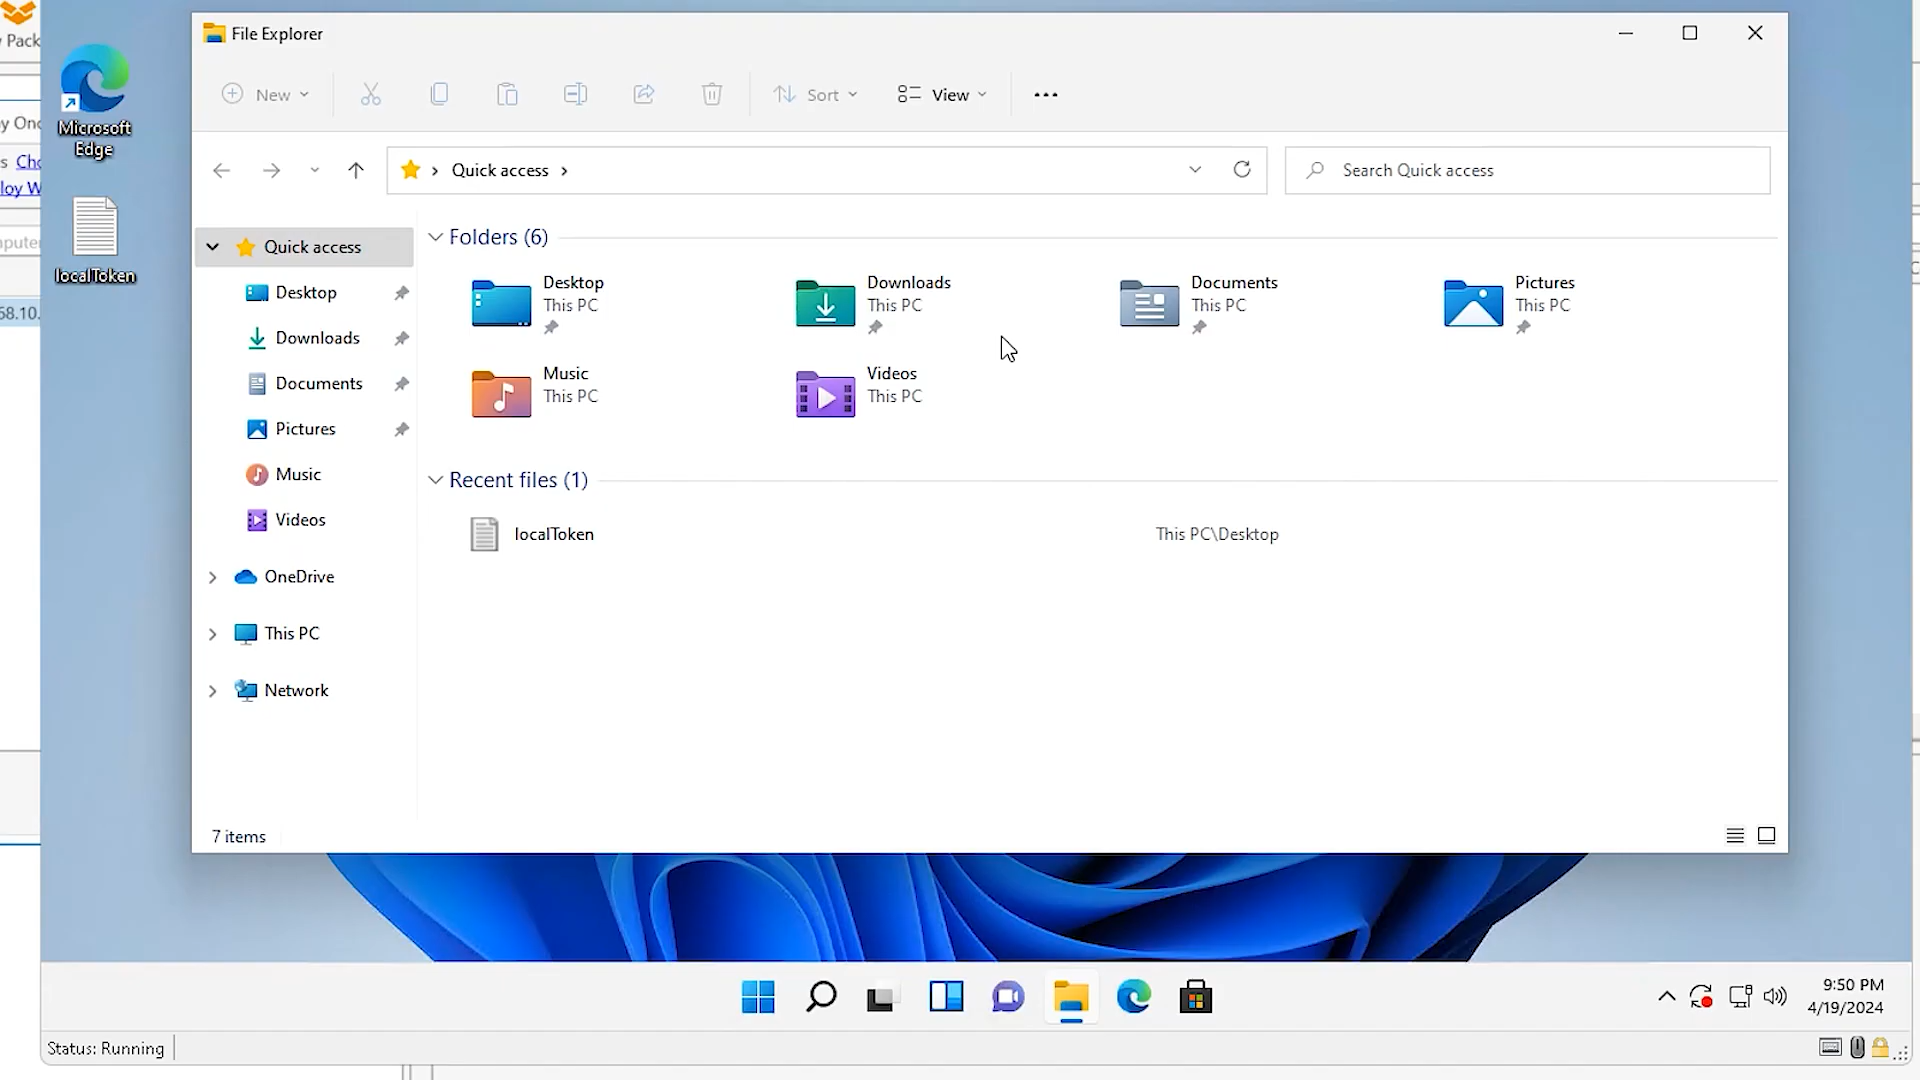 Pack
Microsoft
Edge
localToken
File Explorer
New
Sort
View
Quick access
Search Quick access
Quick access
Desktop
Downloads
Documents
Pictures
Music
Videos
OneDrive
This PC
Network
Folders (6)
Desktop
This PC
Downloads
This PC
Documents
This PC
Pictures
This PC
Music
This PC
Videos
This PC
Recent files (1)
localToken
This PC\Desktop
7 items
9:50 PM
4/19/2024
Status: Running